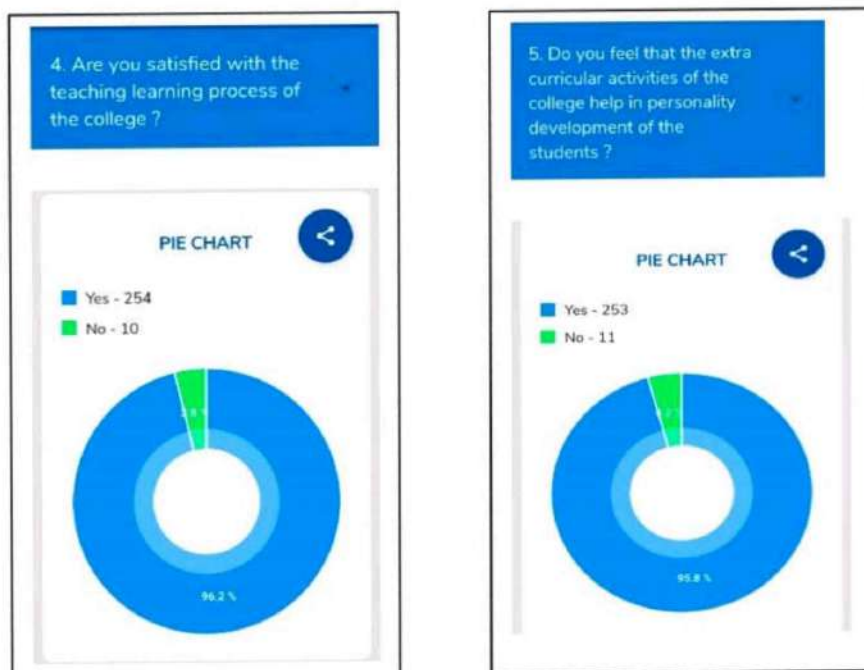 4. Are you satisfied with the
teaching learning process of
the college ?
PIE CHART
Yes - 254
No - 10
96.2 %
5. Do you feel that the extra
curricular activities of the
college help in personality
development of the
students ?
PIE CHART
Yes - 253
No - 11
95.8 %